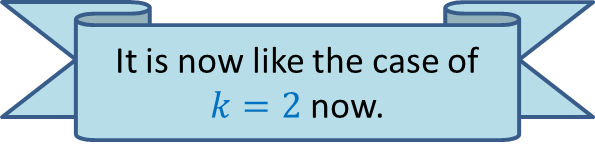 It is now like the case of
k = 2 now.